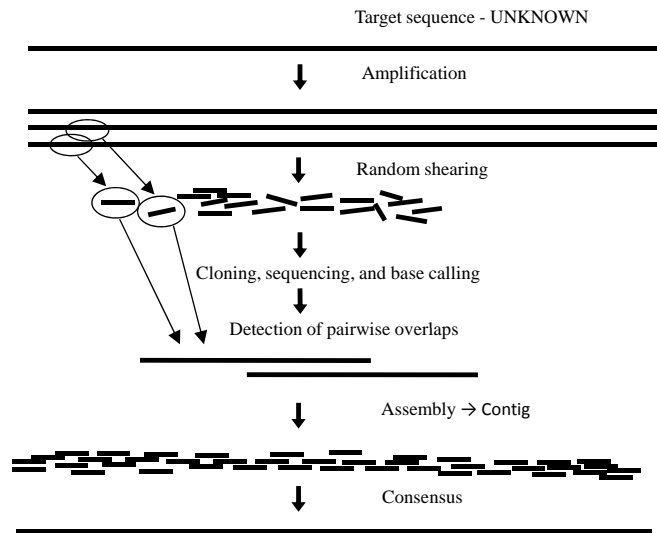 Target sequence - UNKNOWN
Amplification
Random shearing
Cloning, sequencing, and base calling
Detection of pairwise overlaps
Assembly → Contig
Consensus